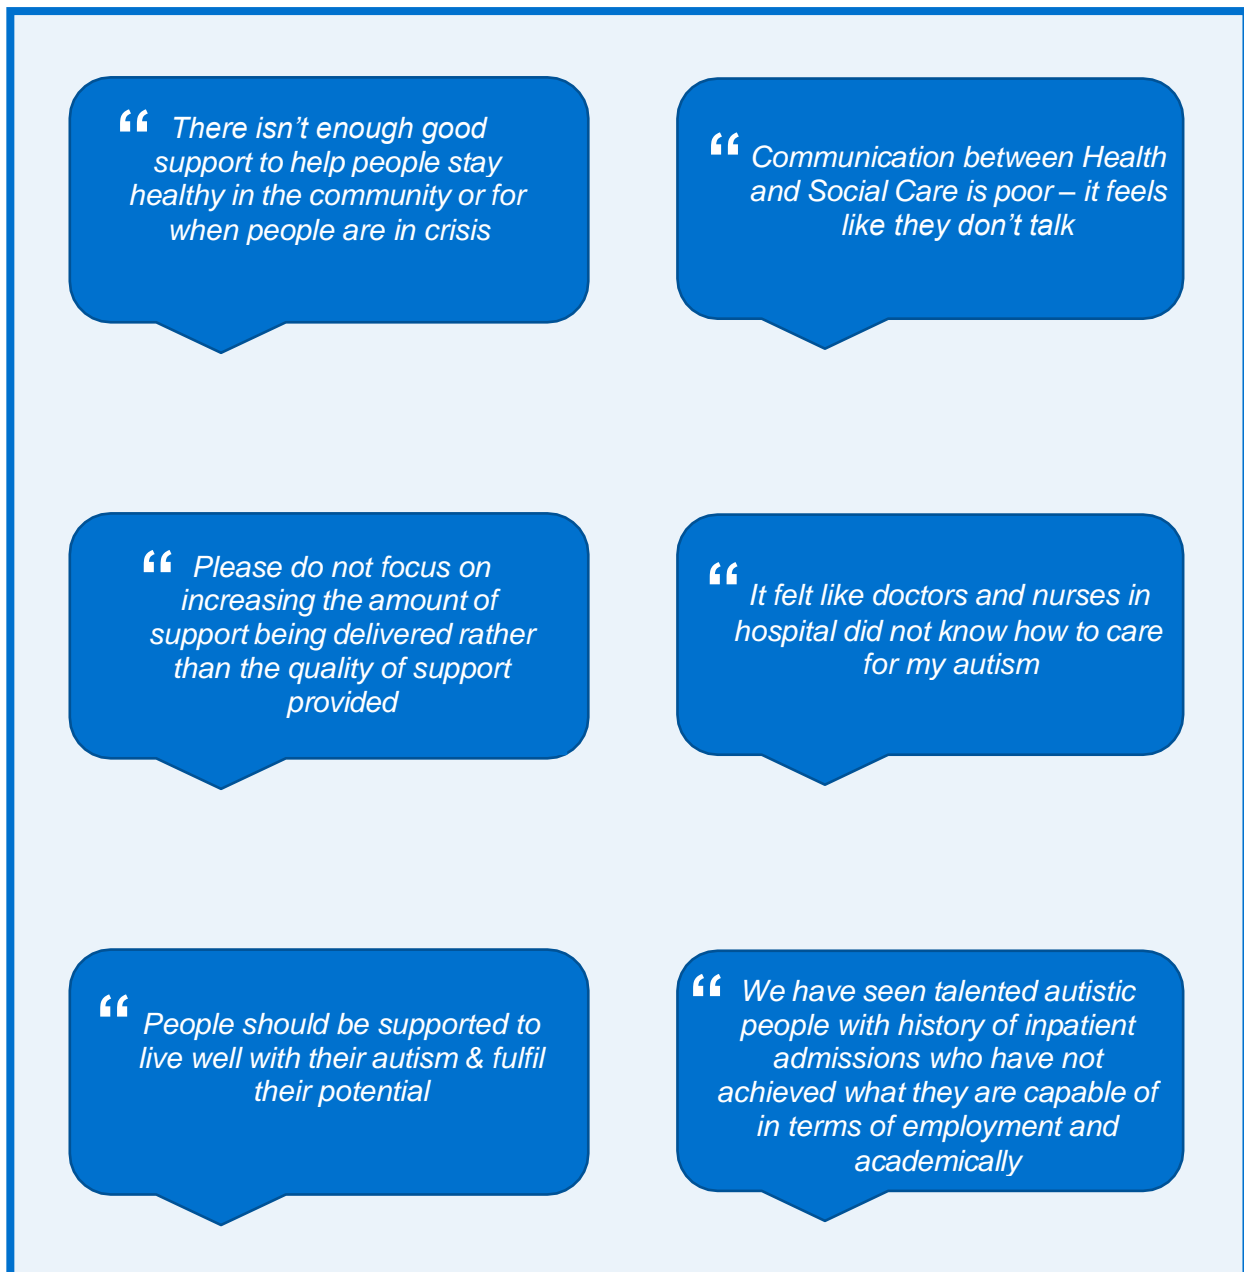 “ There isn’t enough good
support to help people stay
healthy in the community or for
when people are in crisis
“ Communication between Health
and Social Care is poor – it feels
like they don’t talk
“ Please do not focus on
increasing the amount of
support being delivered rather
than the quality of support
provided
“ It felt like doctors and nurses in
hospital did not know how to care
for my autism
“ People should be supported to
live well with their autism & fulfil
their potential
“ We have seen talented autistic
people with history of inpatient
admissions who have not
achieved what they are capable of
in terms of employment and
academically